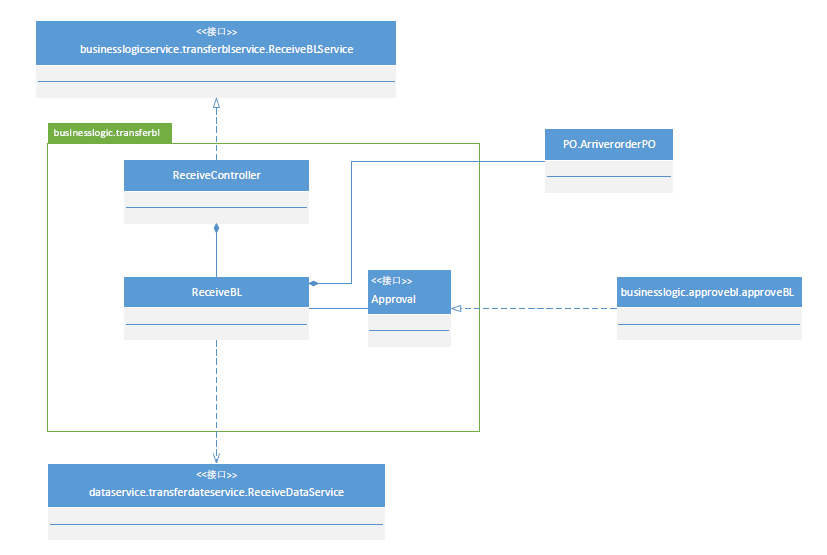 <<接口>>
businesslogicservice.transferblservice.ReceiveBLService
businesslogic.transferbl
PO.ArriverorderPO
ReceiveController
ReceiveBL
<<接口>>
Approval
businesslogic.approvebl.approveBL
<<接口>>
dataservice.transferdateservice.ReceiveDataService